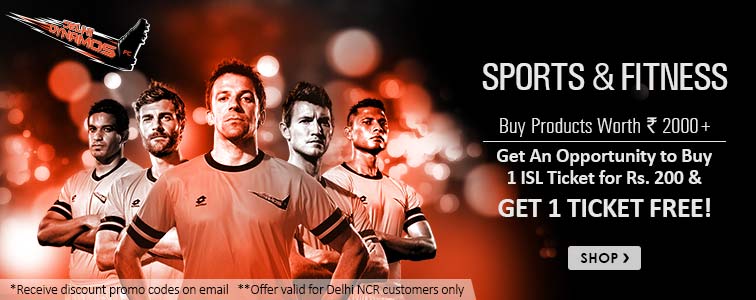 DELHI
DYNAMOS
FC
SPORTS & FITNESS
Buy Products Worth ₹ 2000+
Get An Opportunity to Buy
1 ISL Ticket for Rs. 200 &
GET 1 TICKET FREE!
SHOP >
*Receive discount promo codes on email **Offer valid for Delhi NCR customers only